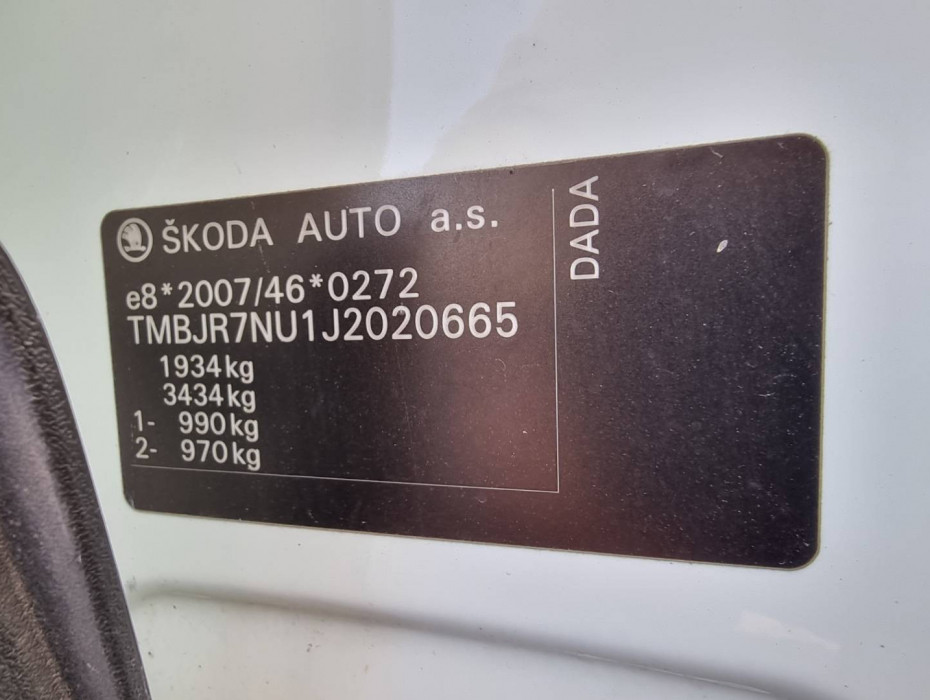 ŠKODA AUTO a.s.
e8*2007/46*0272
TMBJR7NU1J2020665
1934kg
3434kg
1- 990kg
2- 970kg
DADA